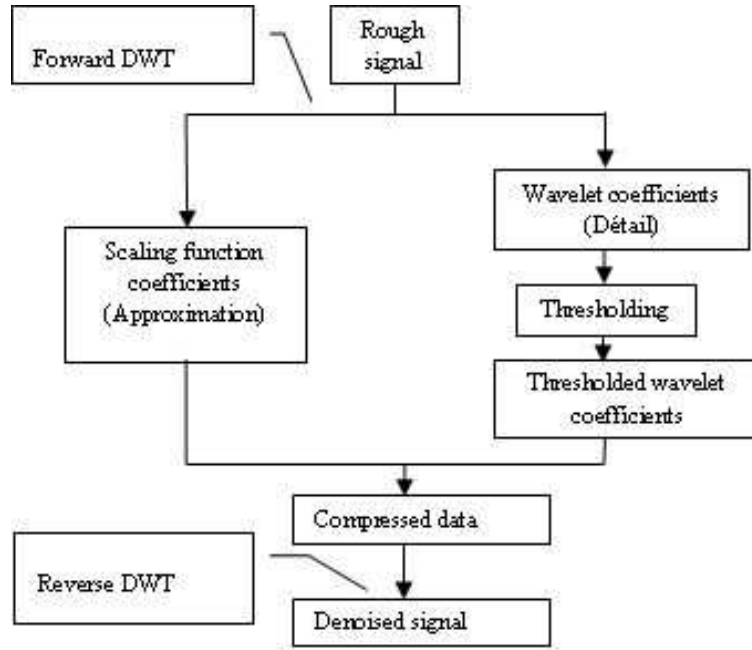 Forward DWT
Rough
signal
Wavelet coefficients
(Détail)
Scaling function
coefficients
(Approximation)
Thresholding
Thresholded wavelet
coefficients
Compressed data
Reverse DWT
Denoised signal